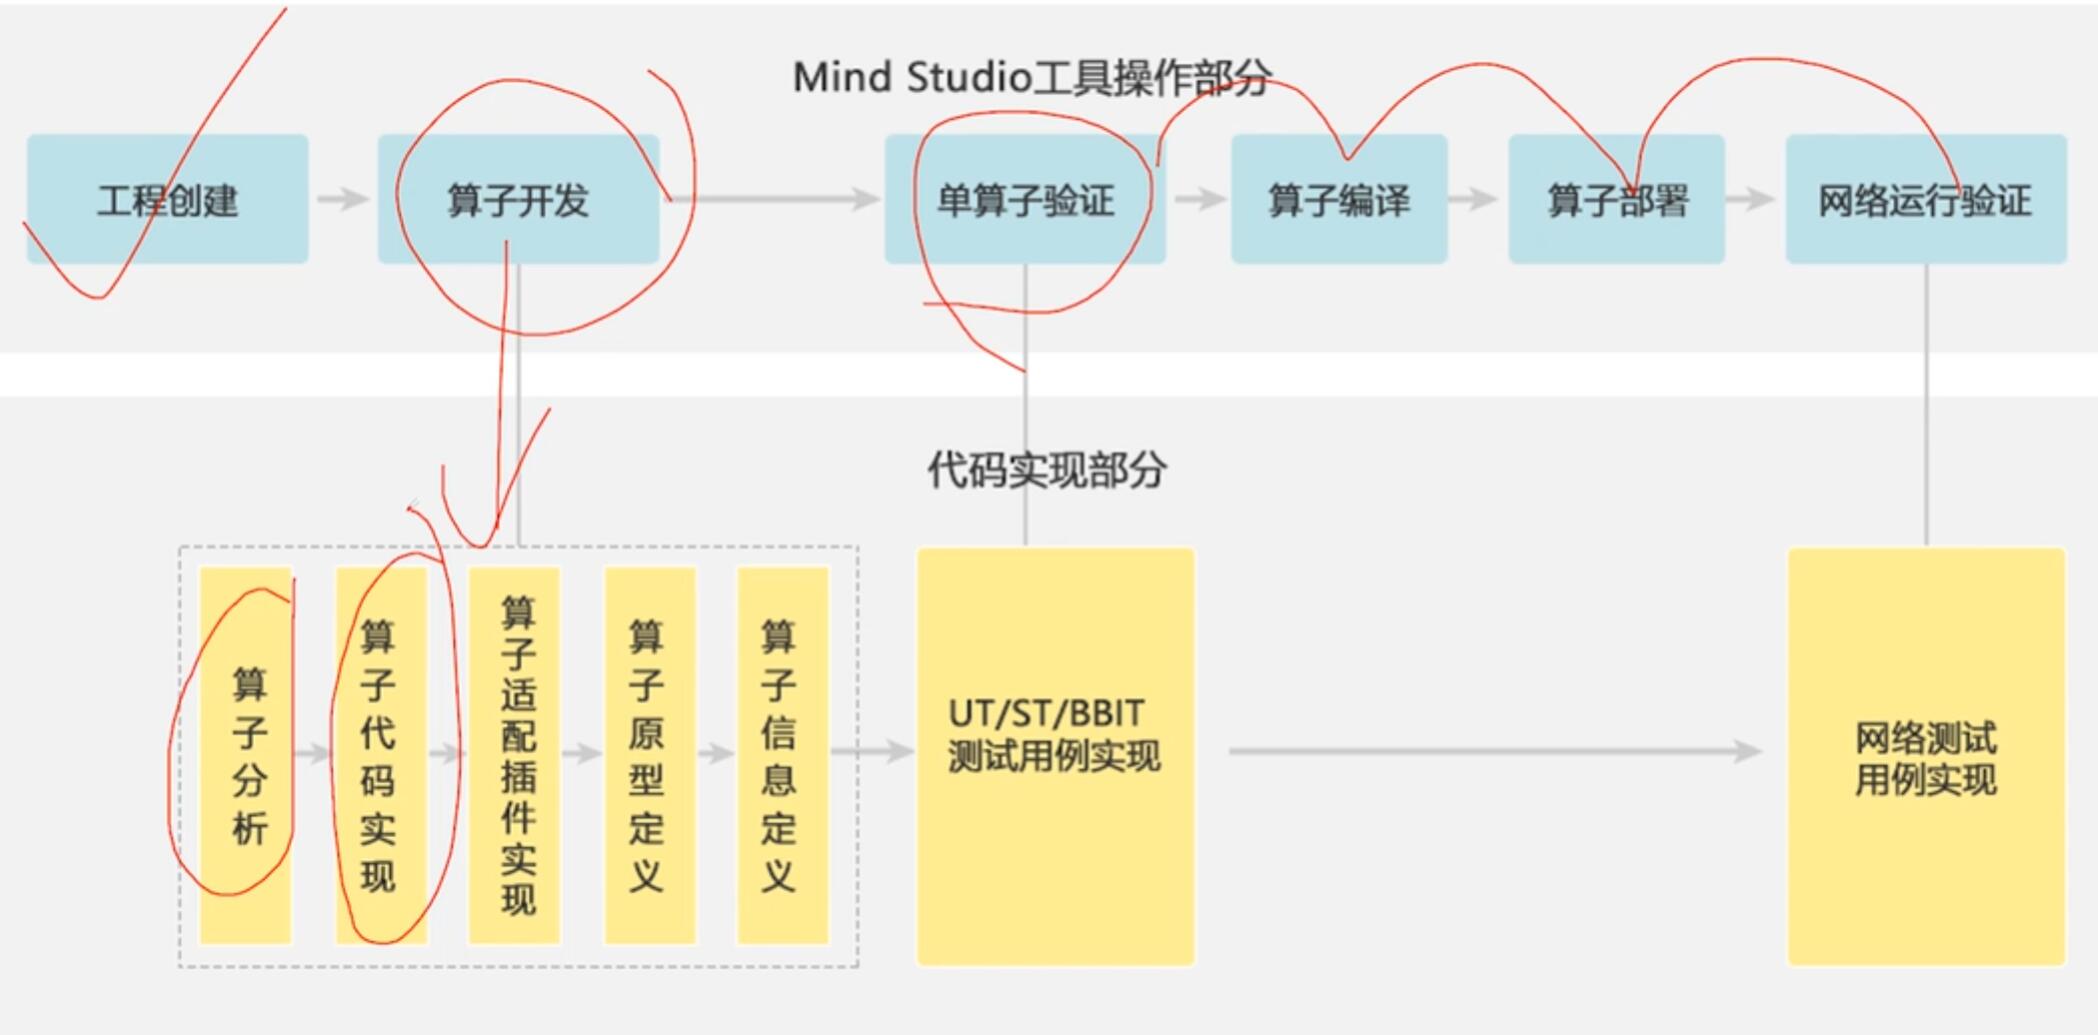 Mind Studio工具操作部分
工程创建
算子开发
单算子验证
算子编译
算子部署
网络运行验证
代码实现部分
算子分析
算子代码实现
算子适配插件实现
算子原型定义
算子信息定义
UT/ST/BBIT
测试用例实现
网络测试
用例实现